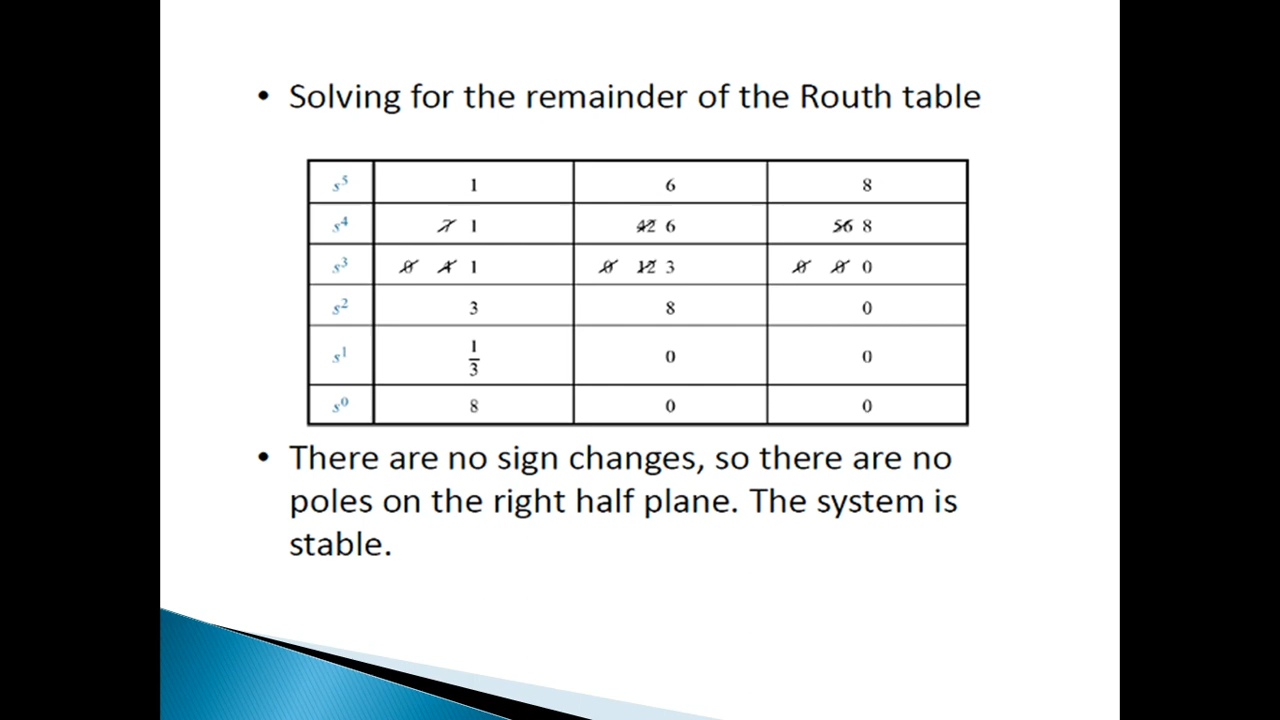 • Solving for the remainder of the Routh table
s⁵ 1 6 8
s⁴ 7 1 42 6 56 8
s³ 0 4 1 0 12 3 0 0 0
s² 3 8 0
s¹ 1/3 0 0
s⁰ 8 0 0
• There are no sign changes, so there are no
poles on the right half plane. The system is
stable.